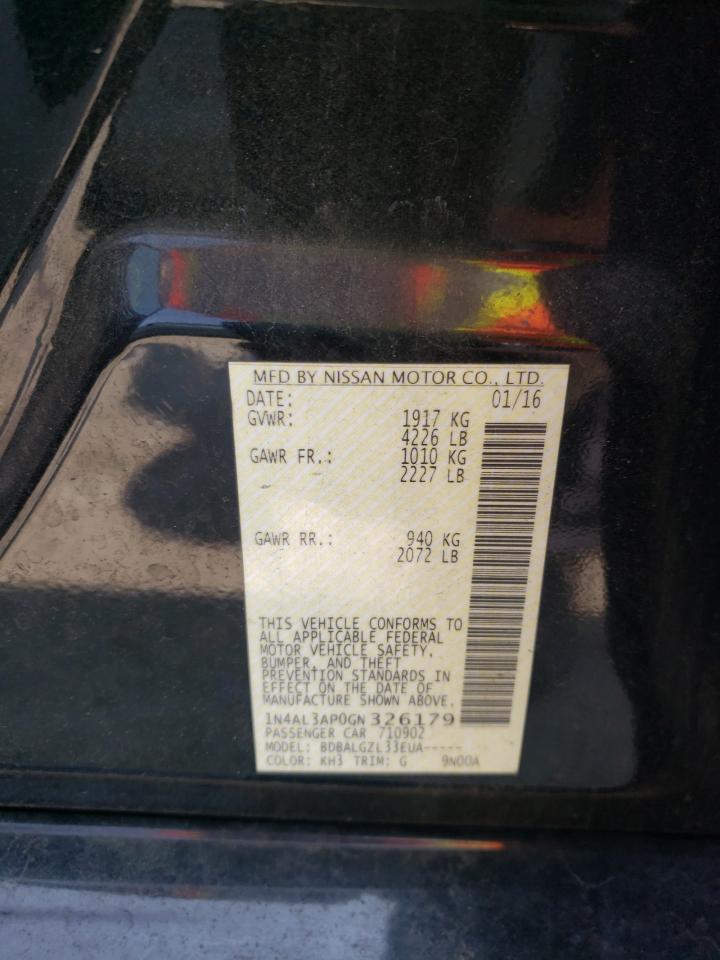 MFD BY NISSAN MOTOR CO., LTD.
DATE: 01/16
GVWR: 1917 KG
4226 LB
GAWR FR.: 1010 KG
2227 LB
GAWR RR.: 940 KG
2072 LB
THIS VEHICLE CONFORMS TO
ALL APPLICABLE FEDERAL
MOTOR VEHICLE SAFETY,
BUMPER, AND THEFT
PREVENTION STANDARDS IN
EFFECT ON THE DATE OF
MANUFACTURE SHOWN ABOVE.
1N4AL3AP0GN326179
PASSENGER CAR 710902
MODEL: BDBALGZL33EUA-----
COLOR: KH3 TRIM: G 9N00A